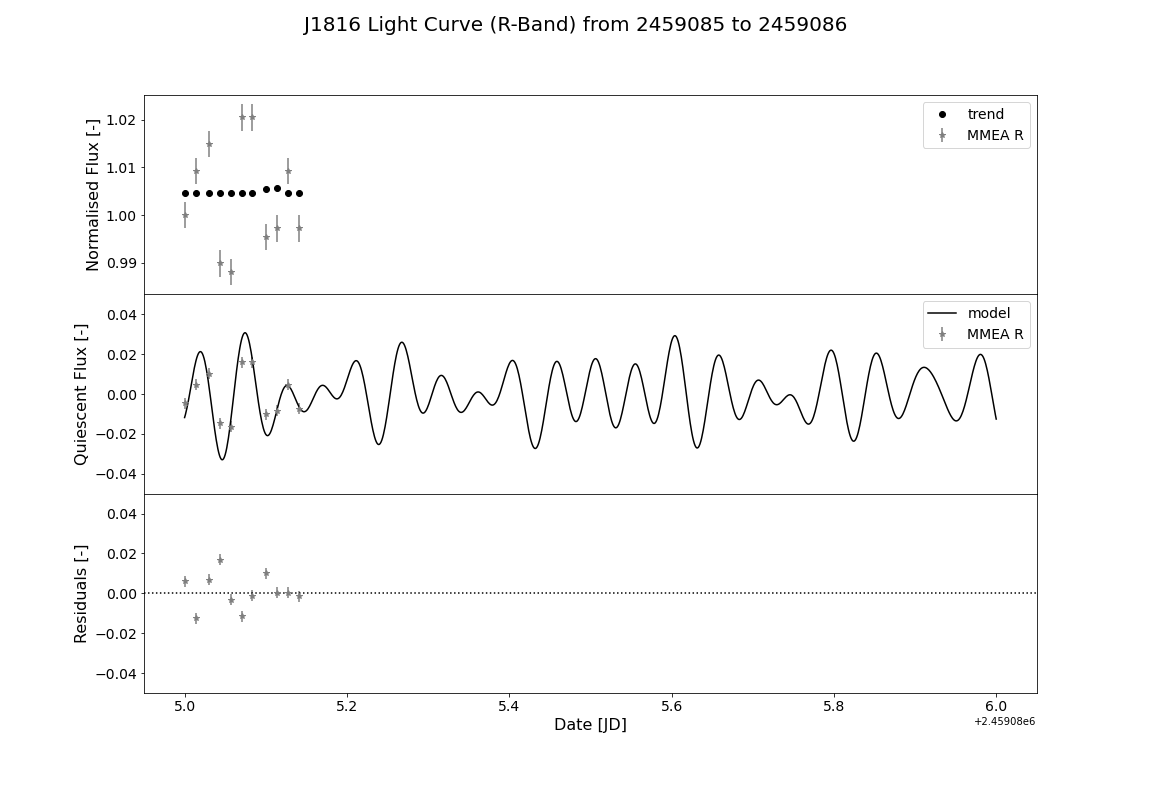 J1816 Light Curve (R-Band) from 2459085 to 2459086
Normalised Flux [-]
1.02
1.01
1.00
0.99
trend
MMEA R
Quiescent Flux [-]
0.04
0.02
0.00
−0.02
−0.04
model
MMEA R
Residuals [-]
0.04
0.02
0.00
−0.02
−0.04
5.0 5.2 5.4 5.6 5.8 6.0
+2.45908e6
Date [JD]